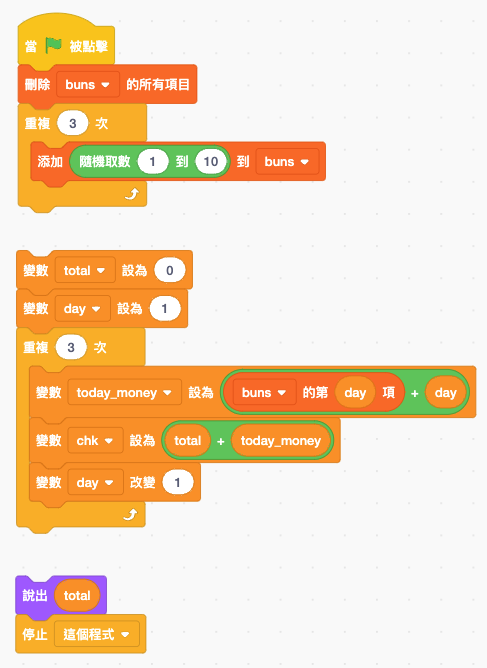 當 被點擊
刪除 buns 的所有項目
重複 3 次
添加 隨機取數 1 到 10 到 buns
變數 total 設為 0
變數 day 設為 1
重複 3 次
變數 today_money 設為 buns 的第 day 項 + day
變數 chk 設為 total + today_money
變數 day 改變 1
說出 total
停止 這個程式